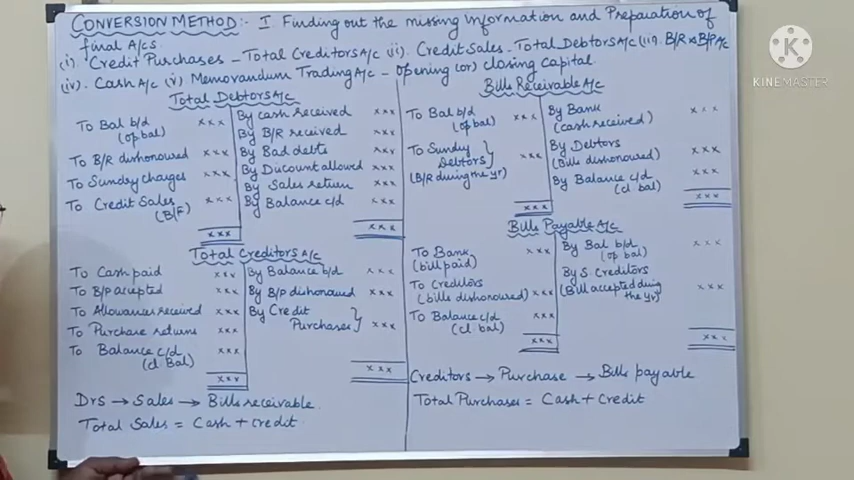 CONVERSION METHOD:- I Finding out the missing information and Preparation of
final A/cs
(i) Credit Purchases - Total Creditors A/c (ii). Credit Sales - Total Debtors A/c (iii). B/R & B/P A/c
(iv). Cash A/c (v) Memorandum Trading A/c - opening (or) closing capital.
Total Debtors A/c
To Bal b/d xxx By cash received xxx
(op bal)
By B/R received xxx
To B/R dishonoured xxx By Bad debts xxx
To Sundry charges xxx By Discount allowed xxx
By Sales return xxx
To Credit Sales xxx By Balance c/d xxx
(B/F)
xxx xxx
Total Creditors A/c
To Cash paid xxx By Balance b/d xxx
To B/P accepted xxx By B/P dishonoured xxx
To Allowances received xxx By Credit
Purchases } xxx
To Purchase returns xxx
To Balance c/d xxx
(cl. Bal)
xxx xxx
Drs → Sales → Bills receivable.
Total Sales = Cash + credit
Bills Receivable A/c
To Bal b/d xxx By Bank xxx
(op bal) (cash received)
To Sundry
Debtors } xxx By Debtors xxx
(B/R during the yr) (Bills dishonoured)
By Balance c/d xxx
(cl bal)
xxx xxx
Bills Payable A/c
To Bank xxx By Bal b/d xxx
(bill paid) (op bal)
To Creditors By S. Creditors
(bills dishonoured) xxx (Bill accepted during xxx
the yr)
To Balance c/d xxx
(cl. bal)
xxx xxx
Creditors → Purchase → Bills payable
Total Purchases = Cash + Credit
K
KINEMASTER